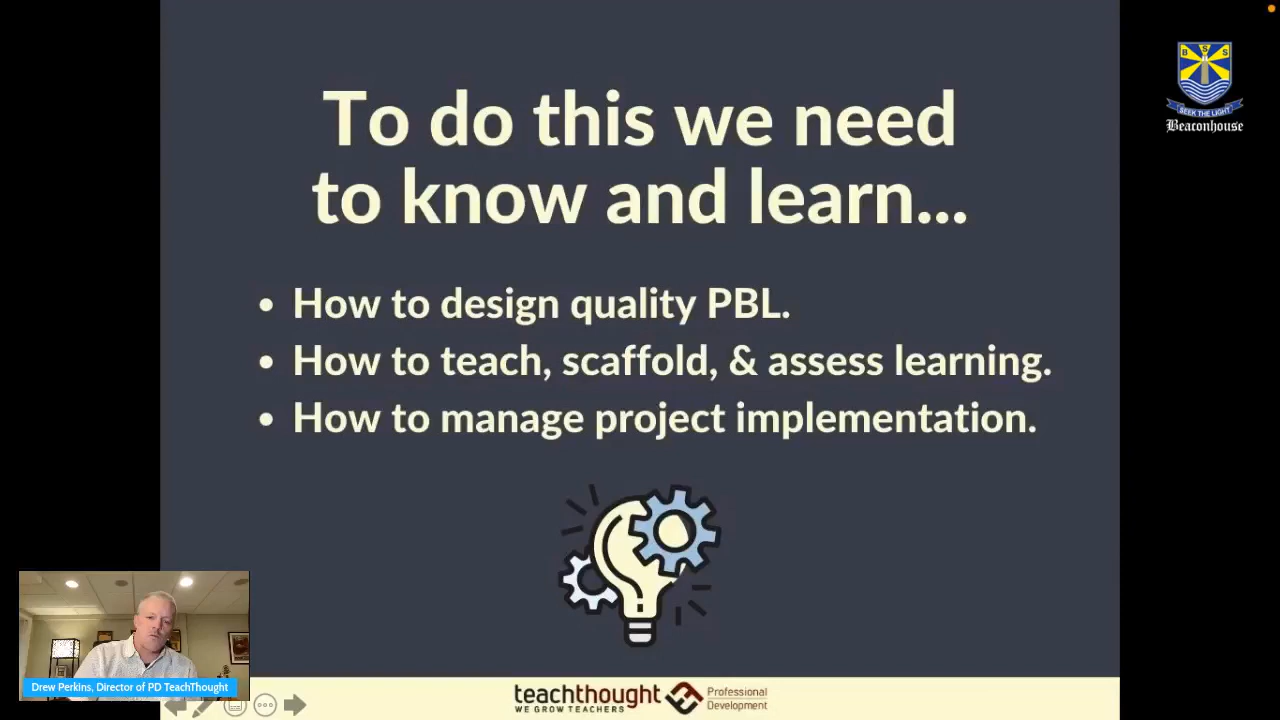 To do this we need
to know and learn...
• How to design quality PBL.
• How to teach, scaffold, & assess learning.
• How to manage project implementation.
B S S
SEEK THE LIGHT
Beaconhouse
Drew Perkins, Director of PD TeachThought
teachthought
WE GROW TEACHERS
Professional
Development